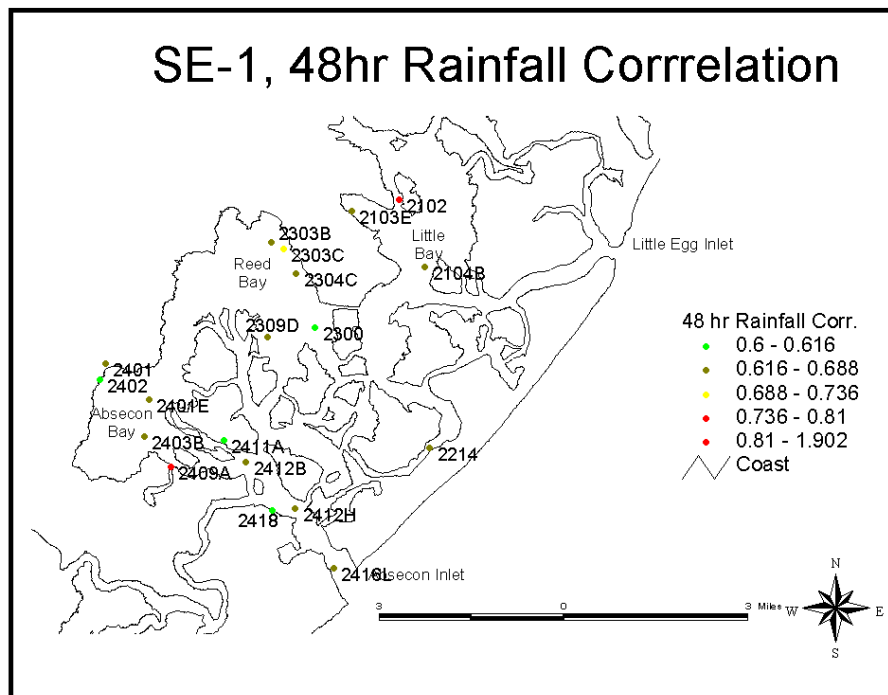 SE-1, 48hr Rainfall Corrrelation
2102
2103E
2303B
Little
Bay
2303C
Little Egg Inlet
Reed
Bay
2304C
2104B
2309D
2300
48 hr Rainfall Corr.
0.6 - 0.616
0.616 - 0.688
0.688 - 0.736
0.736 - 0.81
0.81 - 1.902
Coast
2401
2402
2401E
Absecon
Bay
2403B
2411A
2214
2409A
2412B
2418
2412H
2416L
Absecon Inlet
3
0
3
Miles
N
W
E
S